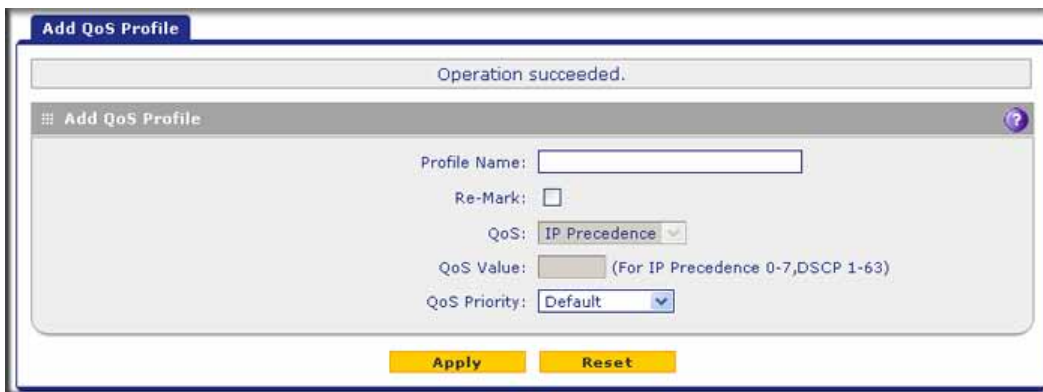 Add QoS Profile
Operation succeeded.
Add QoS Profile
?
Profile Name:
Re-Mark:
QoS: IP Precedence
QoS Value: (For IP Precedence 0-7,DSCP 1-63)
QoS Priority: Default
Apply Reset